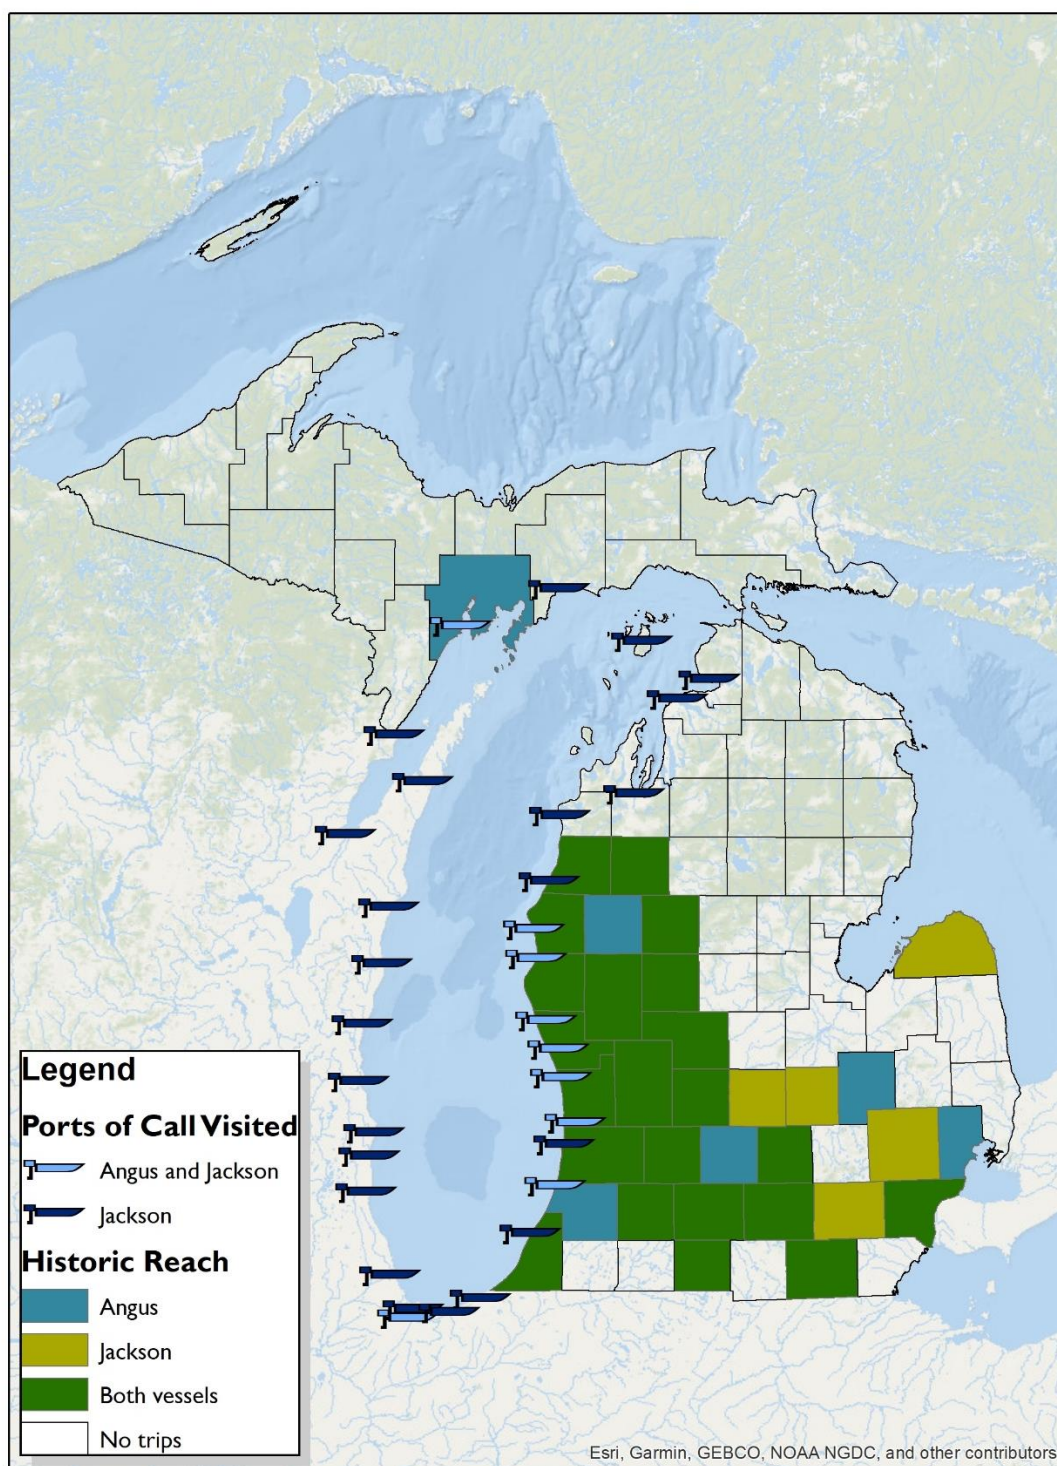 Legend
Ports of Call Visited
Angus and Jackson
Jackson
Historic Reach
Angus
Jackson
Both vessels
No trips
Esri, Garmin, GEBCO, NOAA NGDC, and other contributors